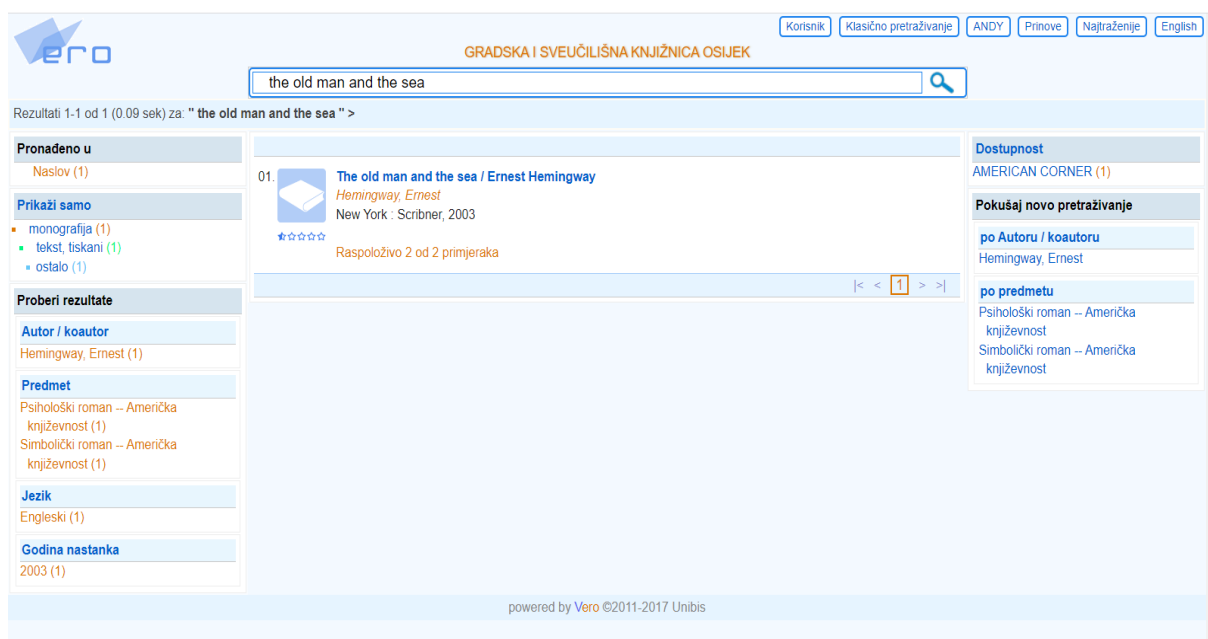 Vero
Korisnik
Klasično pretraživanje
ANDY
Prinove
Najtraženije
English
GRADSKA I SVEUČILIŠNA KNJIŽNICA OSIJEK
the old man and the sea
Rezultati 1-1 od 1 (0.09 sek) za: " the old man and the sea " >
Pronađeno u
Naslov (1)
Prikaži samo
monografija (1)
tekst, tiskani (1)
ostalo (1)
Proberi rezultate
Autor / koautor
Hemingway, Ernest (1)
Predmet
Psihološki roman -- Američka
književnost (1)
Simbolički roman -- Američka
književnost (1)
Jezik
Engleski (1)
Godina nastanka
2003 (1)
01.
The old man and the sea / Ernest Hemingway
Hemingway, Ernest
New York : Scribner, 2003
Raspoloživo 2 od 2 primjeraka
|< < 1 > >|
Dostupnost
AMERICAN CORNER (1)
Pokušaj novo pretraživanje
po Autoru / koautoru
Hemingway, Ernest
po predmetu
Psihološki roman -- Američka
književnost
Simbolički roman -- Američka
književnost
powered by Vero ©2011-2017 Unibis